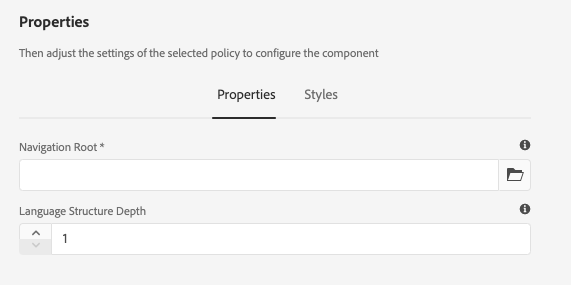 Properties
Then adjust the settings of the selected policy to configure the component
Properties Styles
Navigation Root *
Language Structure Depth
1